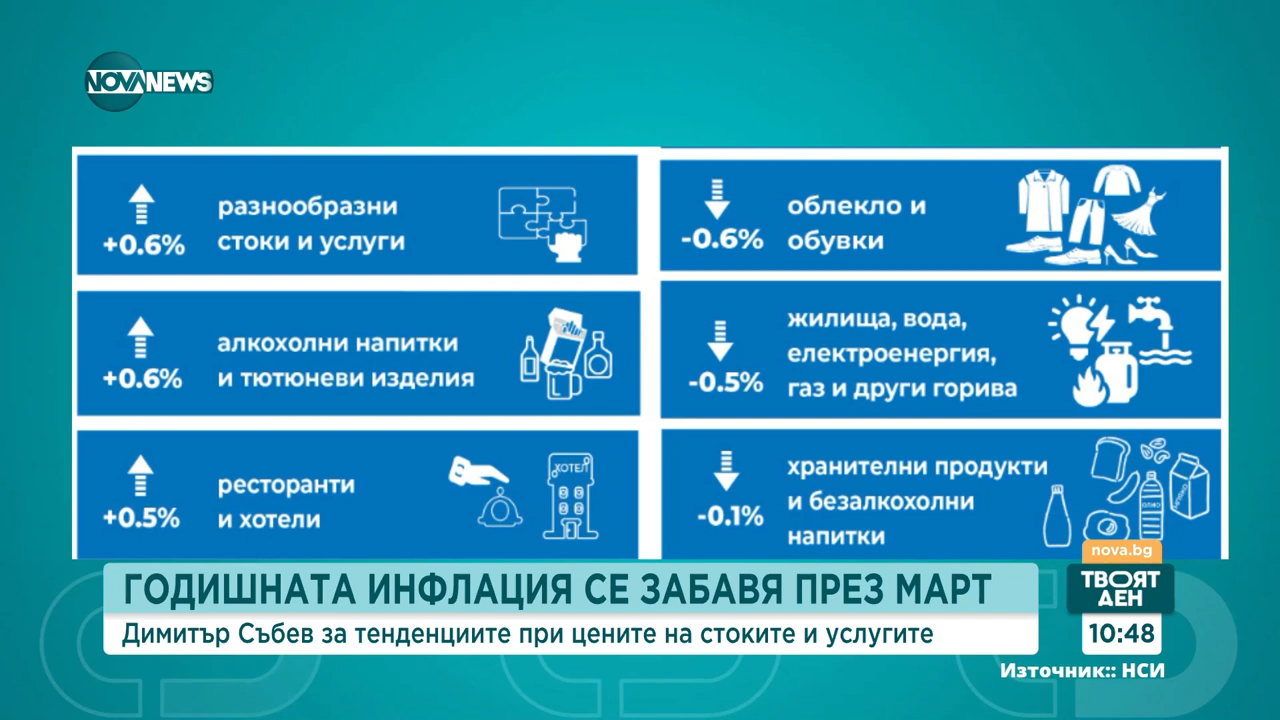 NOVANEWS
+0.6%
разнообразни
стоки и услуги
+0.6%
алкохолни напитки
и тютюневи изделия
+0.5%
ресторанти
и хотели
ХОТЕЛ
-0.6%
облекло и
обувки
-0.5%
жилища, вода,
електроенергия,
газ и други горива
-0.1%
хранителни продукти
и безалкохолни
напитки
nova.bg
ТВОЯТ
ДЕН
10:48
ГОДИШНАТА ИНФЛАЦИЯ СЕ ЗАБАВЯ ПРЕЗ МАРТ
Димитър Събев за тенденциите при цените на стоките и услугите
Източник:: НСИ